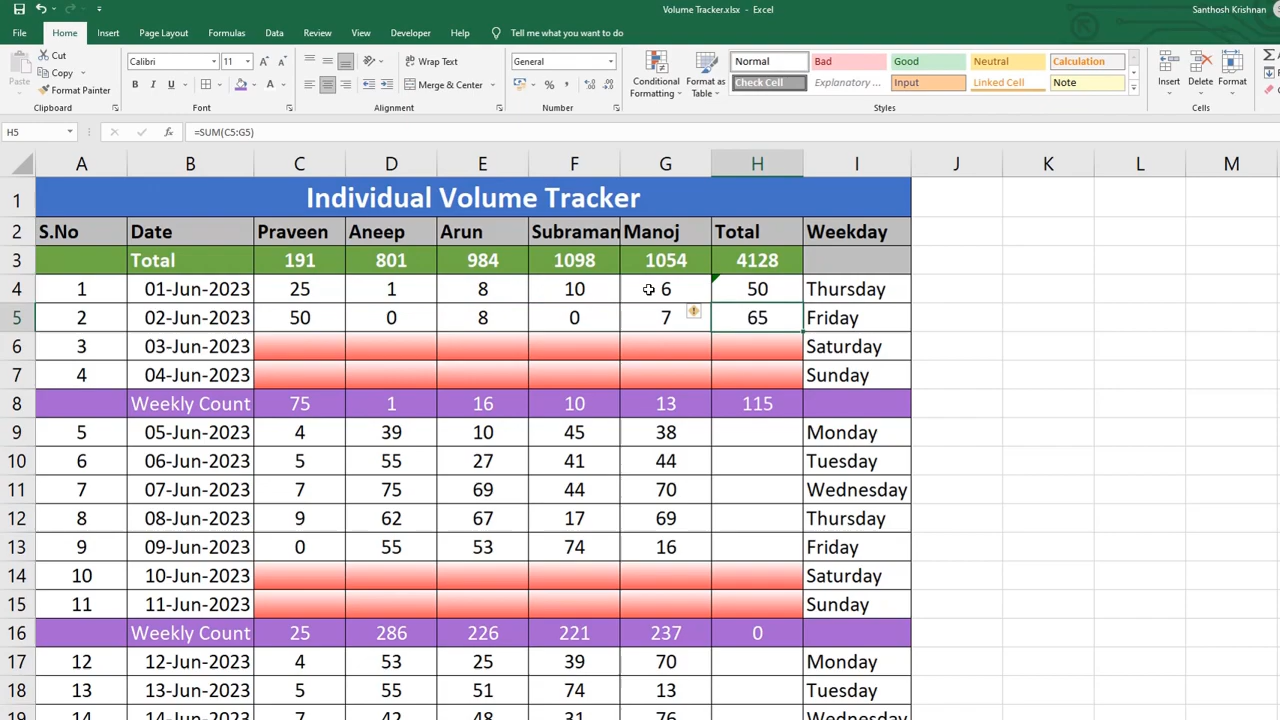 Volume Tracker.xlsx - Excel
Santhosh Krishnan
File Home Insert Page Layout Formulas Data Review View Developer Help Tell me what you want to do
Paste
Cut
Copy
Format Painter
Clipboard
Calibri 11
B I U
Font
Wrap Text
Merge & Center
Alignment
General
Number
Conditional Formatting
Format as Table
Normal Bad Good Neutral Calculation
Check Cell Explanatory ... Input Linked Cell Note
Styles
Insert Delete Format
Cells
H5 fx =SUM(C5:G5)
A B C D E F G H I J K L M
1 Individual Volume Tracker
2 S.No Date Praveen Aneep Arun Subraman Manoj Total Weekday
3 Total 191 801 984 1098 1054 4128
4 1 01-Jun-2023 25 1 8 10 6 50 Thursday
5 2 02-Jun-2023 50 0 8 0 7 65 Friday
6 3 03-Jun-2023 Saturday
7 4 04-Jun-2023 Sunday
8 Weekly Count 75 1 16 10 13 115
9 5 05-Jun-2023 4 39 10 45 38 Monday
10 6 06-Jun-2023 5 55 27 41 44 Tuesday
11 7 07-Jun-2023 7 75 69 44 70 Wednesday
12 8 08-Jun-2023 9 62 67 17 69 Thursday
13 9 09-Jun-2023 0 55 53 74 16 Friday
14 10 10-Jun-2023 Saturday
15 11 11-Jun-2023 Sunday
16 Weekly Count 25 286 226 221 237 0
17 12 12-Jun-2023 4 53 25 39 70 Monday
18 13 13-Jun-2023 5 55 51 74 13 Tuesday
19 14 14-Jun-2023 7 42 48 31 76 Wednesday